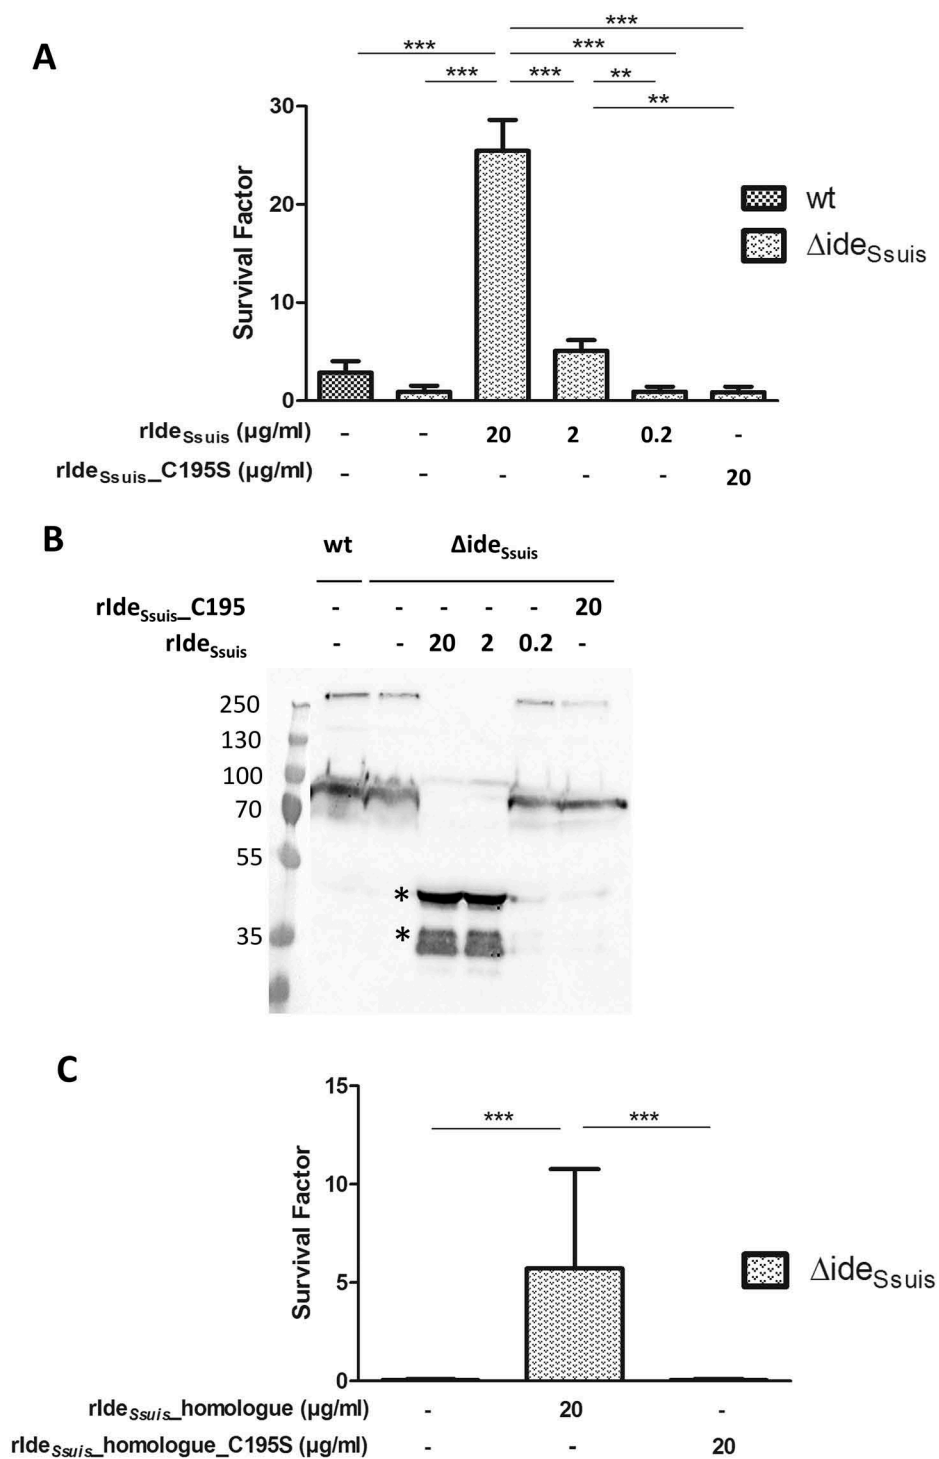 A
***
*** ***
*** *** **
**
30
20
10
0
Survival Factor
wt
ΔideSsuis
rIdeSsuis (μg/ml) - - 20 2 0.2 -
rIdeSsuis_C195S (μg/ml) - - - - - 20
B
wt ΔideSsuis
rIdeSsuis_C195 - - - - - 20
rIdeSsuis - - 20 2 0.2 -
250
130
100
70
55
*
35 *
C
15
10
5
0
Survival Factor
*** ***
ΔideSsuis
rIdeSsuis_homologue (μg/ml) - 20 -
rIdeSsuis_homologue_C195S (μg/ml) - - 20